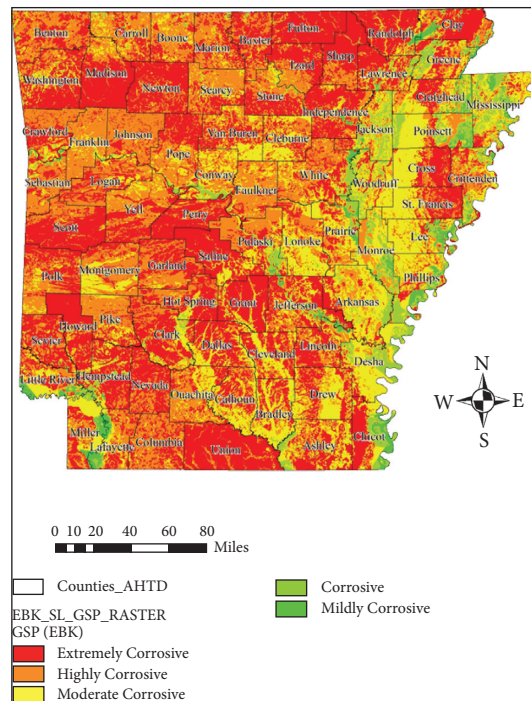 Benton Carroll Boone Marion Baxter Fulton Randolph Clay
Washington Madison Newton Searcy Stone Izard Sharp Lawrence Greene
Independence Craighead Mississippi
Crawford Franklin Johnson Pope Van Buren Cleburne Jackson Poinsett
Sebastian Logan Conway Faulkner White Woodruff Cross Crittenden
Scott Yell Perry Pulaski Lonoke Prairie Monroe St. Francis Lee
Polk Montgomery Garland Saline Phillips
Hot Spring Grant Jefferson Arkansas
Sevier Howard Pike Clark Dallas Cleveland Lincoln Desha
Little River Hempstead Nevada Ouachita Calhoun Bradley Drew
Miller Lafayette Columbia Union Ashley Chicot
N
W E
S
0 10 20 40 60 80
Miles
Counties_AHTD
EBK_SL_GSP_RASTER
GSP (EBK)
Extremely Corrosive
Highly Corrosive
Moderate Corrosive
Corrosive
Mildly Corrosive